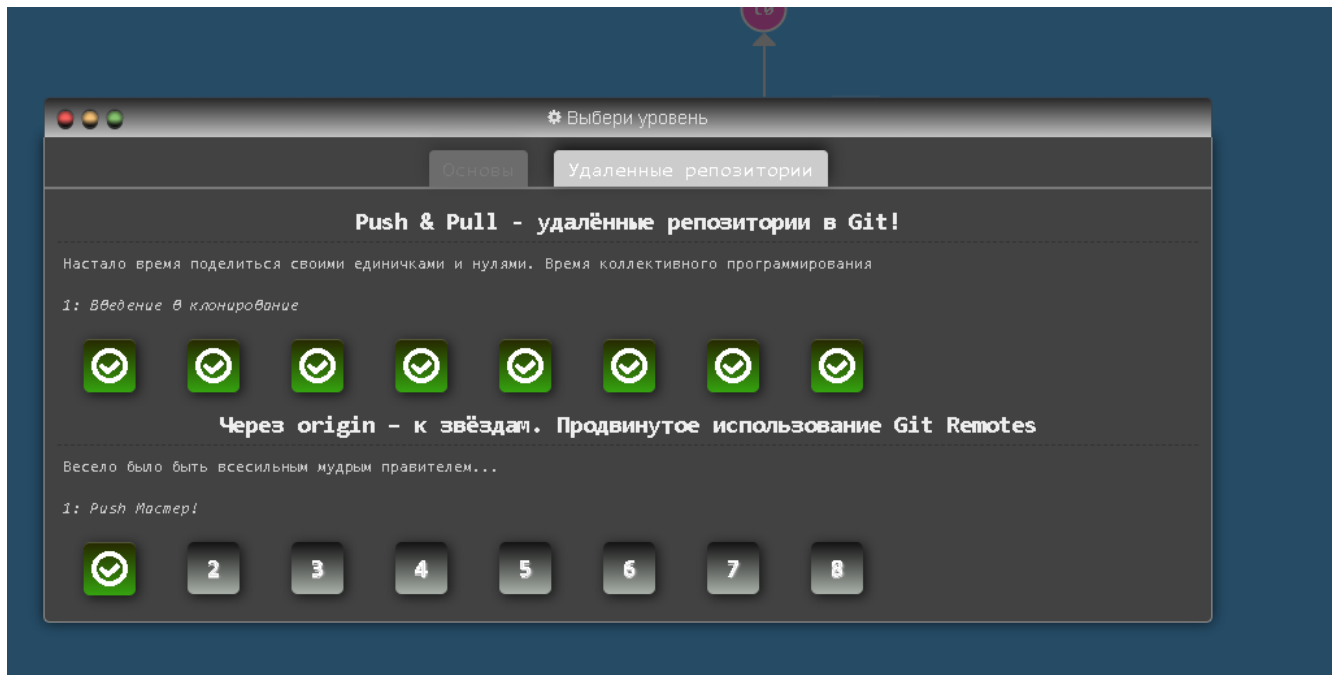 c0
Выбери уровень
Основы
Удаленные репозитории
Push & Pull - удалённые репозитории в Git!
Настало время поделиться своими единичками и нулями. Время коллективного программирования
1: Введение в клонирование
Через origin – к звёздам. Продвинутое использование Git Remotes
Весело было быть всесильным мудрым правителем...
1: Push Мастер!
2 3 4 5 6 7 8